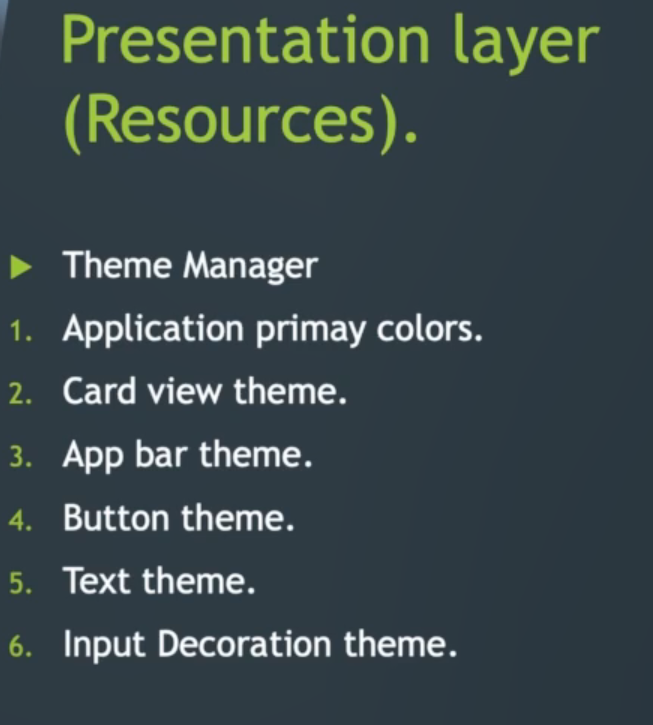 Presentation layer
(Resources).
Theme Manager
1. Application primay colors.
2. Card view theme.
3. App bar theme.
4. Button theme.
5. Text theme.
6. Input Decoration theme.